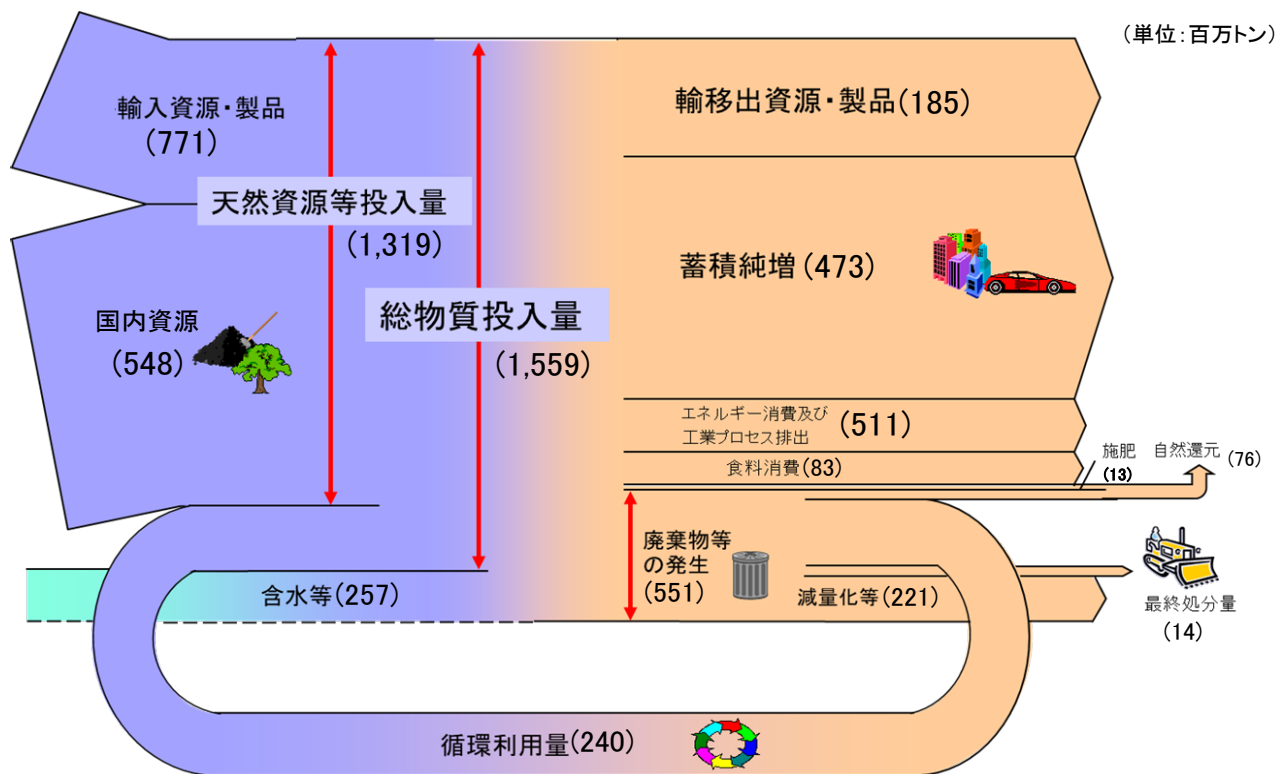 (単位:百万トン)
輸入資源・製品
(771)
輸移出資源・製品(185)
天然資源等投入量
(1,319)
蓄積純増(473)
総物質投入量
(1,559)
国内資源
(548)
エネルギー消費及び
工業プロセス排出
(511)
食料消費(83)
施肥
(13)
自然還元
(76)
廃棄物等
の発生
(551)
含水等(257)
減量化等(221)
最終処分量
(14)
循環利用量(240)